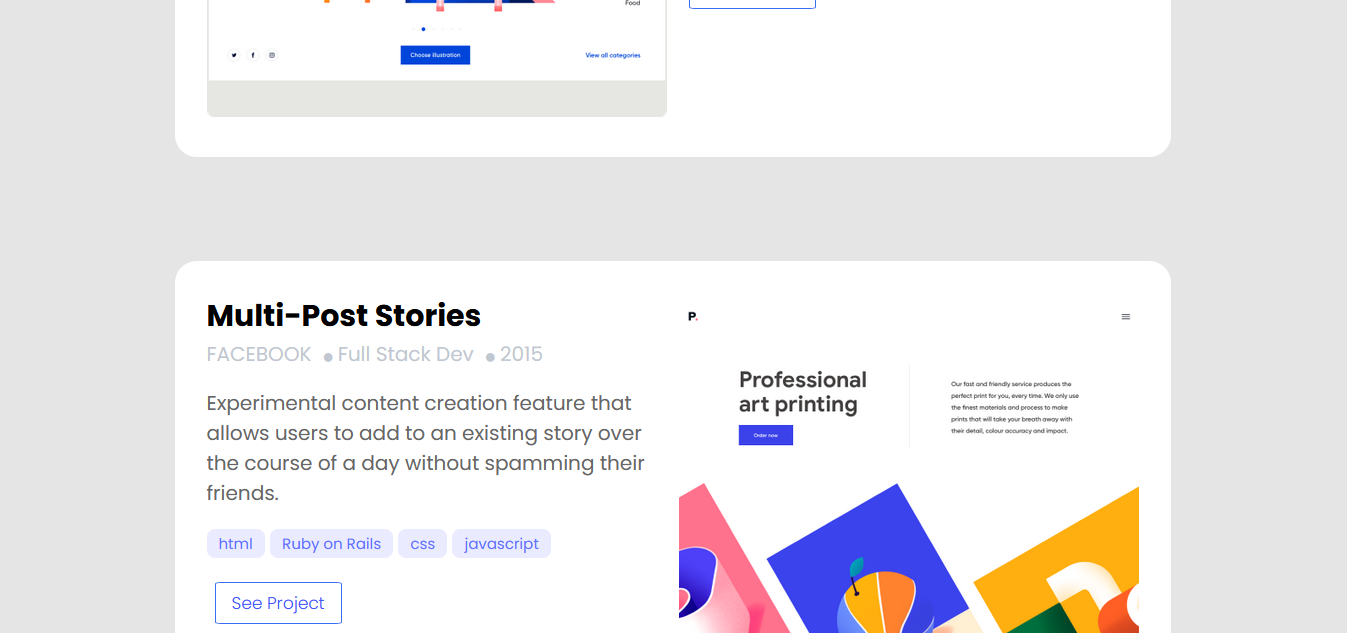 Food
Choose illustration
View all categories
Multi-Post Stories
FACEBOOK ● Full Stack Dev ● 2015
Experimental content creation feature that
allows users to add to an existing story over
the course of a day without spamming their
friends.
html Ruby on Rails css javascript
See Project
P.
Professional
art printing
Order now
Our fast and friendly service produces the
perfect print for you, every time. We only use
the finest materials and process to make
prints that will take your breath away with
their detail, colour accuracy and impact.